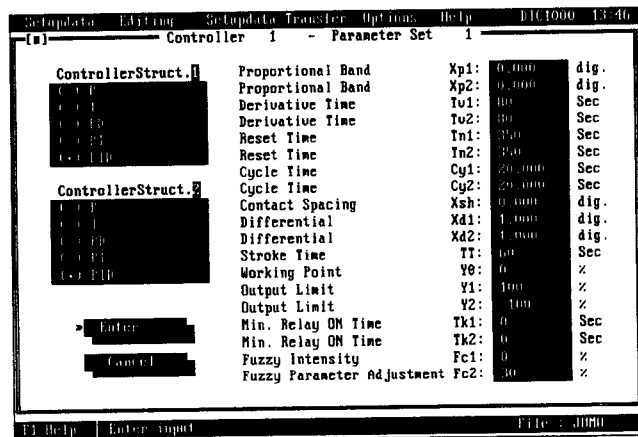 Setupdata Editing Setupdata Transfer Options Help DIC1000 13:46
[■] Controller 1 - Parameter Set 1
ControllerStruct.1
( ) P
( ) I
( ) PD
( ) PI
(•) PID
ControllerStruct.2
( ) P
( ) I
( ) PD
( ) PI
(•) PID
» Enter
Cancel
Proportional Band Xp1: 0.000 dig.
Proportional Band Xp2: 0.000 dig.
Derivative Time Tv1: 80 Sec
Derivative Time Tv2: 80 Sec
Reset Time Tn1: 350 Sec
Reset Time Tn2: 350 Sec
Cycle Time Cy1: 20.000 Sec
Cycle Time Cy2: 20.000 Sec
Contact Spacing Xsh: 0.000 dig.
Differential Xd1: 1.000 dig.
Differential Xd2: 1.000 dig.
Stroke Time TT: 60 Sec
Working Point Y0: 0 %
Output Limit Y1: 100 %
Output Limit Y2: -100 %
Min. Relay ON Time Tk1: 0 Sec
Min. Relay ON Time Tk2: 0 Sec
Fuzzy Intensity Fc1: 0 %
Fuzzy Parameter Adjustment Fc2: 30 %
F1 Help Enter input File : JUMO